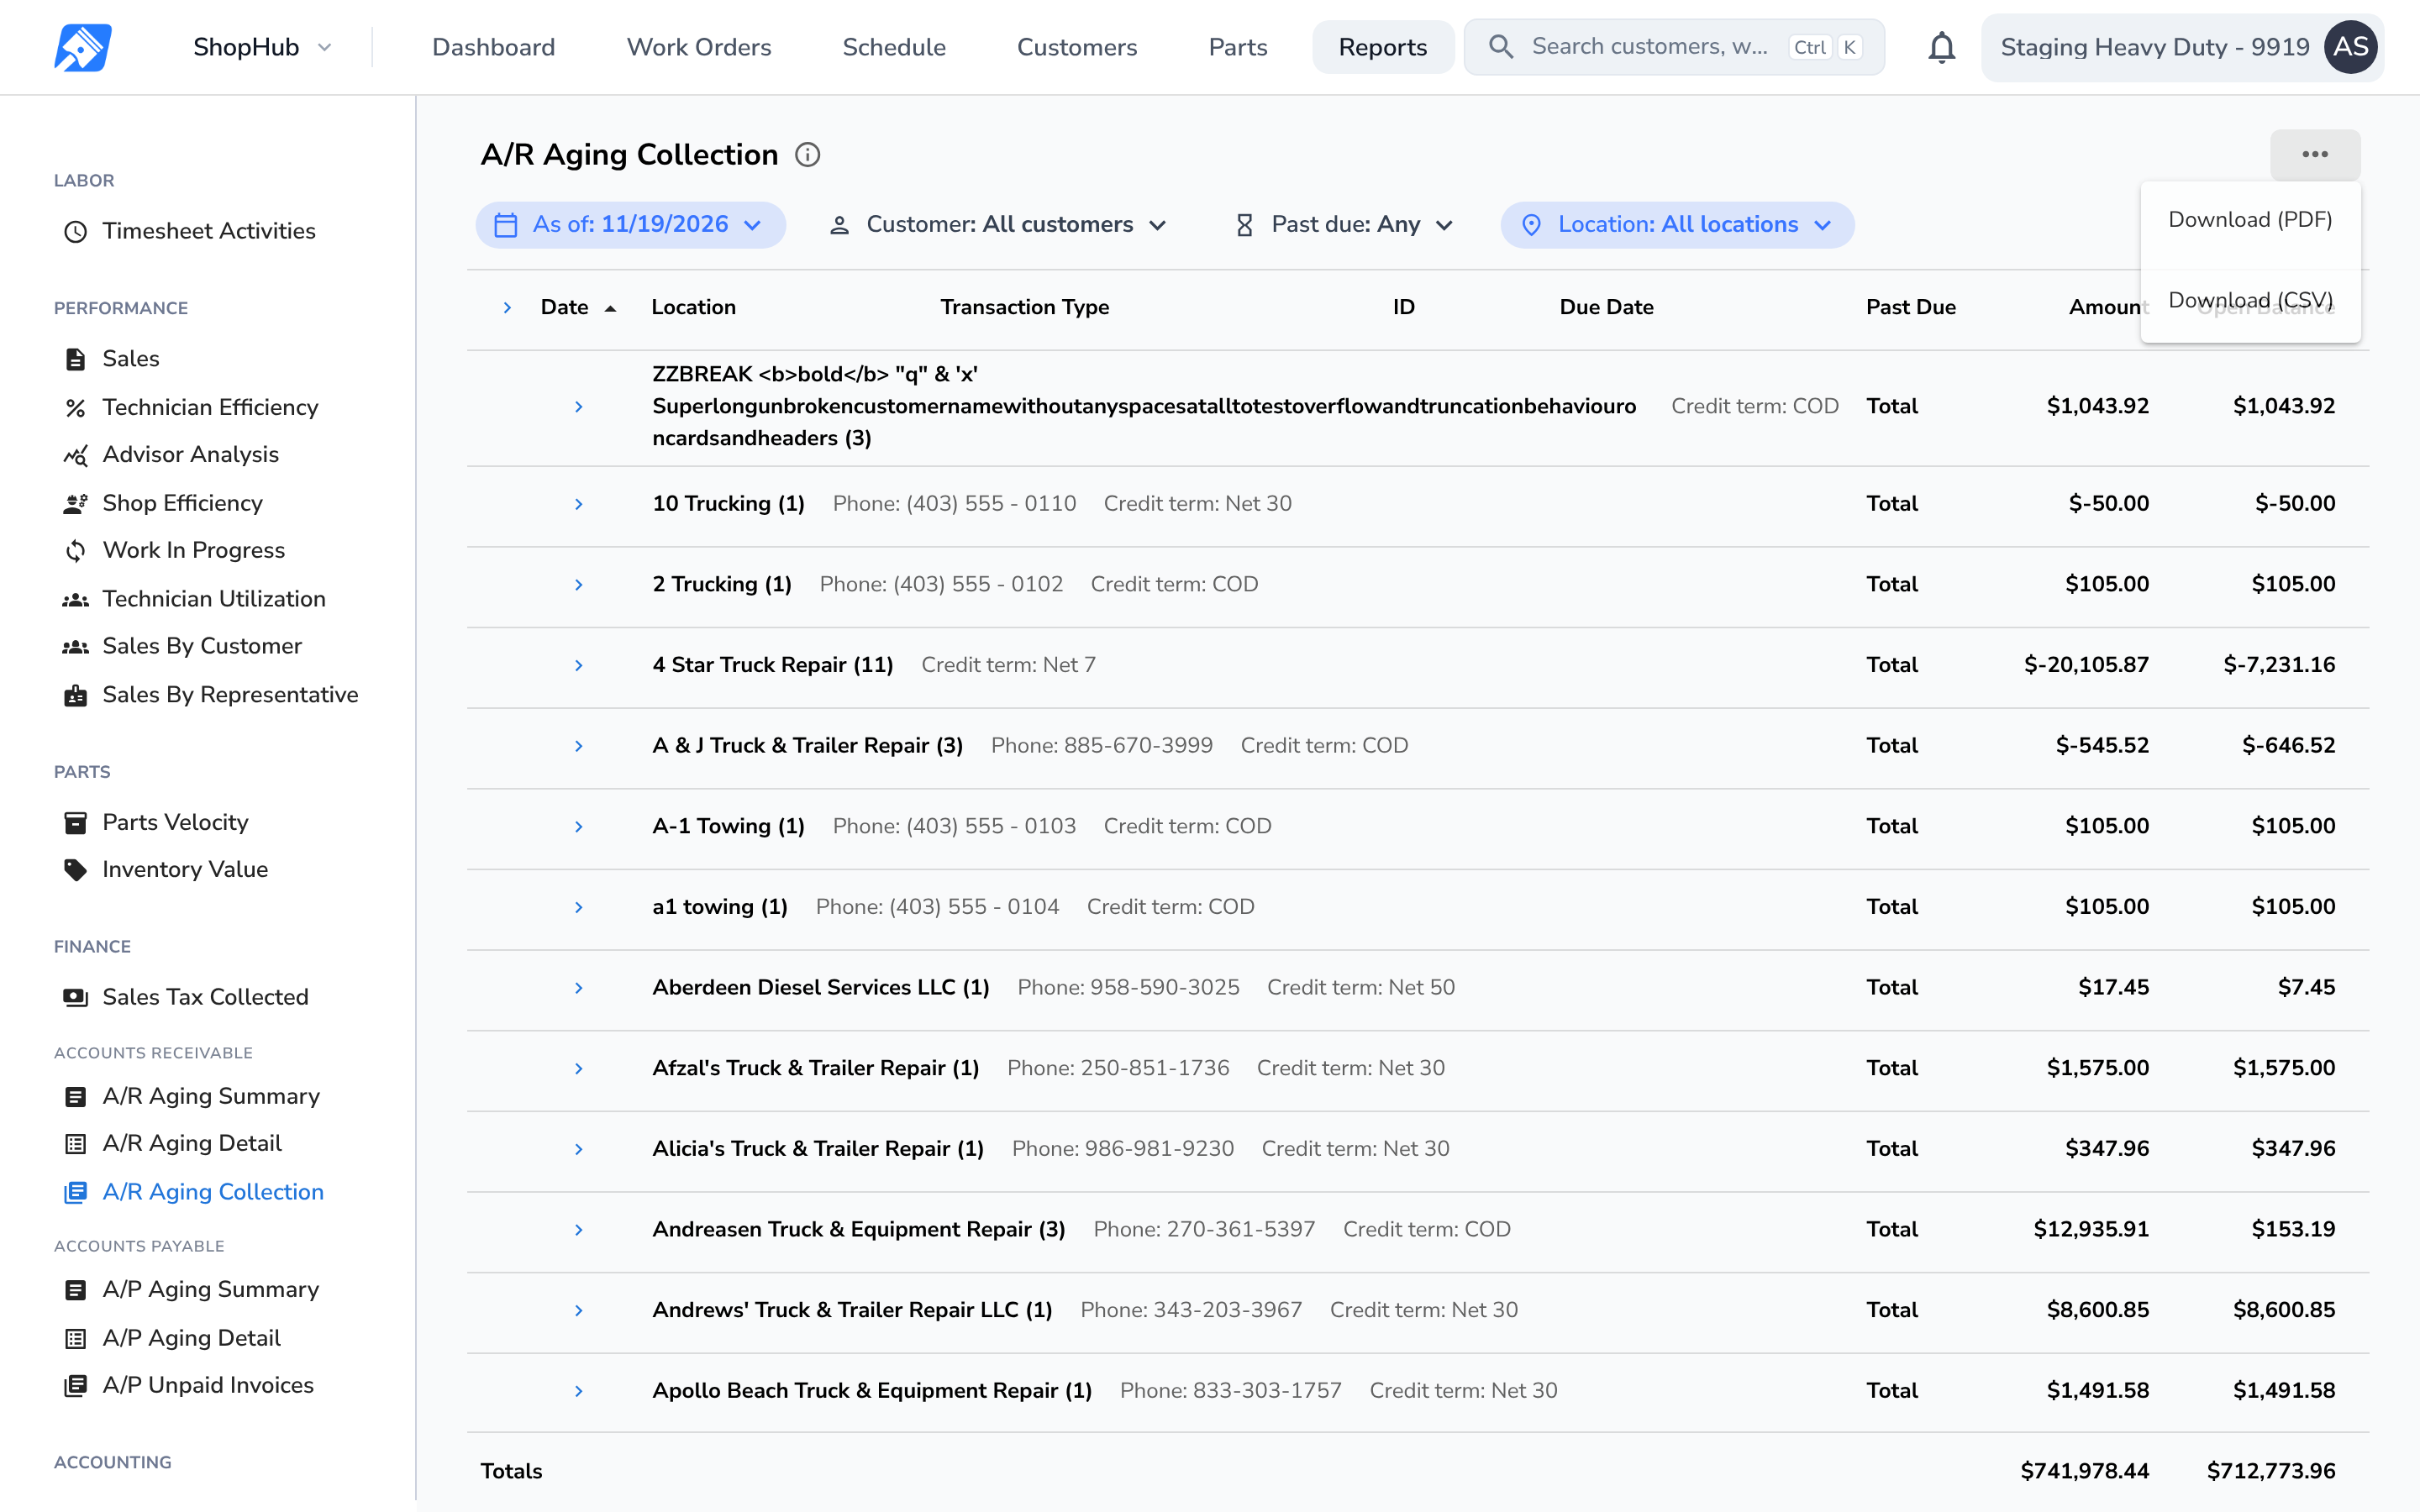 ShopHub
Dashboard
Work Orders
Schedule
Customers
Parts
Reports
Search customers, w...
Ctrl K
Staging Heavy Duty - 9919
AS
LABOR
Timesheet Activities
PERFORMANCE
Sales
Technician Efficiency
Advisor Analysis
Shop Efficiency
Work In Progress
Technician Utilization
Sales By Customer
Sales By Representative
PARTS
Parts Velocity
Inventory Value
FINANCE
Sales Tax Collected
ACCOUNTS RECEIVABLE
A/R Aging Summary
A/R Aging Detail
A/R Aging Collection
ACCOUNTS PAYABLE
A/P Aging Summary
A/P Aging Detail
A/P Unpaid Invoices
ACCOUNTING
A/R Aging Collection
As of: 11/19/2026
Customer: All customers
Past due: Any
Location: All locations
Download (PDF)
Download (CSV)
Date Location Transaction Type ID Due Date Past Due Amount Open Balance
ZZBREAK <b>bold</b> "q" & 'x'
Superlongunbrokencustomernamewithoutanyspacesatalltotestoverflowandtruncationbehaviouro Credit term: COD Total $1,043.92 $1,043.92
ncardsandheaders (3)
10 Trucking (1) Phone: (403) 555 - 0110 Credit term: Net 30 Total $-50.00 $-50.00
2 Trucking (1) Phone: (403) 555 - 0102 Credit term: COD Total $105.00 $105.00
4 Star Truck Repair (11) Credit term: Net 7 Total $-20,105.87 $-7,231.16
A & J Truck & Trailer Repair (3) Phone: 885-670-3999 Credit term: COD Total $-545.52 $-646.52
A-1 Towing (1) Phone: (403) 555 - 0103 Credit term: COD Total $105.00 $105.00
a1 towing (1) Phone: (403) 555 - 0104 Credit term: COD Total $105.00 $105.00
Aberdeen Diesel Services LLC (1) Phone: 958-590-3025 Credit term: Net 50 Total $17.45 $7.45
Afzal's Truck & Trailer Repair (1) Phone: 250-851-1736 Credit term: Net 30 Total $1,575.00 $1,575.00
Alicia's Truck & Trailer Repair (1) Phone: 986-981-9230 Credit term: Net 30 Total $347.96 $347.96
Andreasen Truck & Equipment Repair (3) Phone: 270-361-5397 Credit term: COD Total $12,935.91 $153.19
Andrews' Truck & Trailer Repair LLC (1) Phone: 343-203-3967 Credit term: Net 30 Total $8,600.85 $8,600.85
Apollo Beach Truck & Equipment Repair (1) Phone: 833-303-1757 Credit term: Net 30 Total $1,491.58 $1,491.58
Totals $741,978.44 $712,773.96